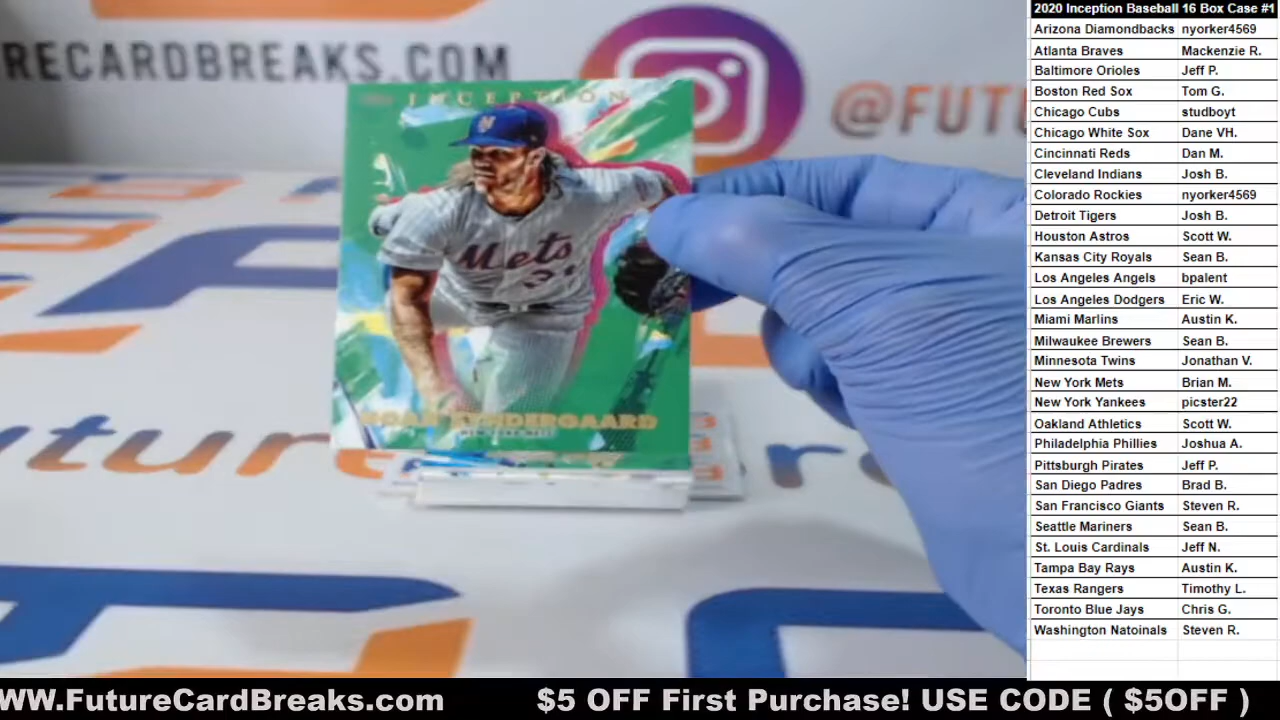 URECARDBREAKS.COM
@FUTU
INCEPTION
Mets
NOAH SYNDERGAARD
NEW YORK METS
2020 Inception Baseball 16 Box Case #1
Arizona Diamondbacks nyorker4569
Atlanta Braves Mackenzie R.
Baltimore Orioles Jeff P.
Boston Red Sox Tom G.
Chicago Cubs studboyt
Chicago White Sox Dane VH.
Cincinnati Reds Dan M.
Cleveland Indians Josh B.
Colorado Rockies nyorker4569
Detroit Tigers Josh B.
Houston Astros Scott W.
Kansas City Royals Sean B.
Los Angeles Angels bpalent
Los Angeles Dodgers Eric W.
Miami Marlins Austin K.
Milwaukee Brewers Sean B.
Minnesota Twins Jonathan V.
New York Mets Brian M.
New York Yankees picster22
Oakland Athletics Scott W.
Philadelphia Phillies Joshua A.
Pittsburgh Pirates Jeff P.
San Diego Padres Brad B.
San Francisco Giants Steven R.
Seattle Mariners Sean B.
St. Louis Cardinals Jeff N.
Tampa Bay Rays Austin K.
Texas Rangers Timothy L.
Toronto Blue Jays Chris G.
Washington Natoinals Steven R.
WW.FutureCardBreaks.com $5 OFF First Purchase! USE CODE ( $5OFF )